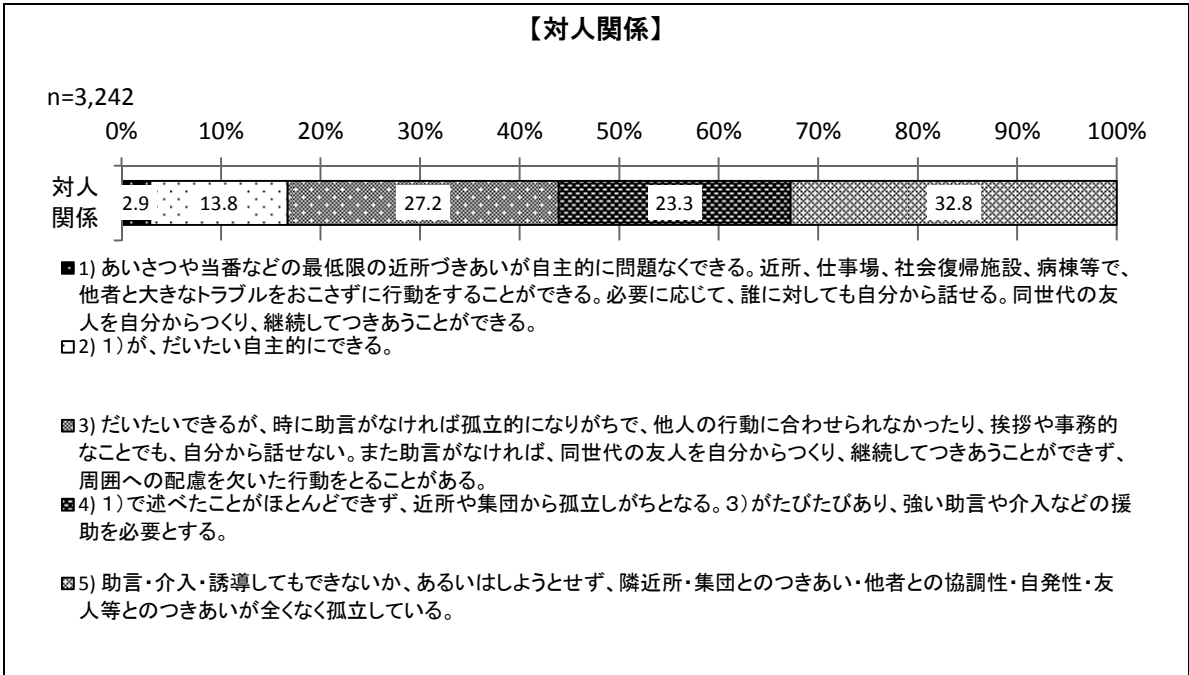 【対人関係】
n=3,242
0% 10% 20% 30% 40% 50% 60% 70% 80% 90% 100%
対人
関係
2.9 13.8 27.2 23.3 32.8
1) あいさつや当番などの最低限の近所づきあいが自主的に問題なくできる。近所、仕事場、社会復帰施設、病棟等で、
他者と大きなトラブルをおこさずに行動をすることができる。必要に応じて、誰に対しても自分から話せる。同世代の友
人を自分からつくり、継続してつきあうことができる。
2) 1)が、だいたい自主的にできる。
3) だいたいできるが、時に助言がなければ孤立的になりがちで、他人の行動に合わせられなかったり、挨拶や事務的
なことでも、自分から話せない。また助言がなければ、同世代の友人を自分からつくり、継続してつきあうことができず、
周囲への配慮を欠いた行動をとることがある。
4) 1)で述べたことがほとんどできず、近所や集団から孤立しがちとなる。3)がたびたびあり、強い助言や介入などの援
助を必要とする。
5) 助言・介入・誘導してもできないか、あるいはしようとせず、隣近所・集団とのつきあい・他者との協調性・自発性・友
人等とのつきあいが全くなく孤立している。